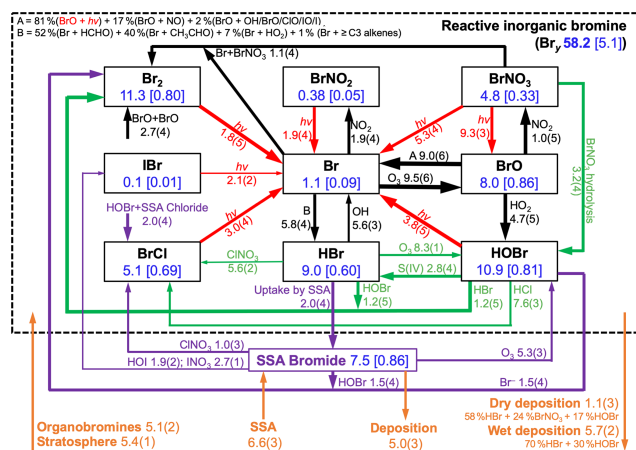 A = 81 %(BrO + hv) + 17 %(BrO + NO) + 2 %(BrO + OH/BrO/ClO/IO/I)
B = 52 %(Br + HCHO) + 40 %(Br + CH₃CHO) + 7 %(Br + HO₂) + 1 % (Br + ≥ C3 alkenes)
Reactive inorganic bromine
(Brᵧ 58.2 [5.1])
Br+BrNO₃ 1.1(4)
Br₂
11.3 [0.80]
BrNO₂
0.38 [0.05]
BrNO₃
4.8 [0.33]
BrO+BrO
2.7(4)
hv
1.8(5)
hv
1.9(4)
NO₂
1.9(4)
hv
5.3(4)
hv
9.3(3)
NO₂
1.0(5)
BrNO₃ hydrolysis
3.2(4)
IBr
0.1 [0.01]
hv
2.1(2)
Br
1.1 [0.09]
A 9.0(6)
O₃ 9.5(6)
BrO
8.0 [0.86]
HOBr+SSA Chloride
2.0(4)
hv
3.0(4)
B
5.8(4)
OH
5.6(3)
hv
3.8(5)
HO₂
4.7(5)
BrCl
5.1 [0.69]
ClNO₃
5.6(2)
HBr
9.0 [0.60]
O₃ 8.3(1)
S(IV) 2.8(4)
HOBr
10.9 [0.81]
Uptake by SSA
2.0(4)
HOBr
1.2(5)
HBr
1.2(5)
HCl
7.6(3)
ClNO₃ 1.0(3)
HOI 1.9(2); INO₃ 2.7(1)
SSA Bromide 7.5 [0.86]
O₃ 5.3(3)
HOBr 1.5(4)
Br⁻ 1.5(4)
Organobromines 5.1(2)
Stratosphere 5.4(1)
SSA
6.6(3)
Deposition
5.0(3)
Dry deposition 1.1(3)
58 %HBr + 24 %BrNO₃ + 17 %HOBr
Wet deposition 5.7(2)
70 %HBr + 30 %HOBr